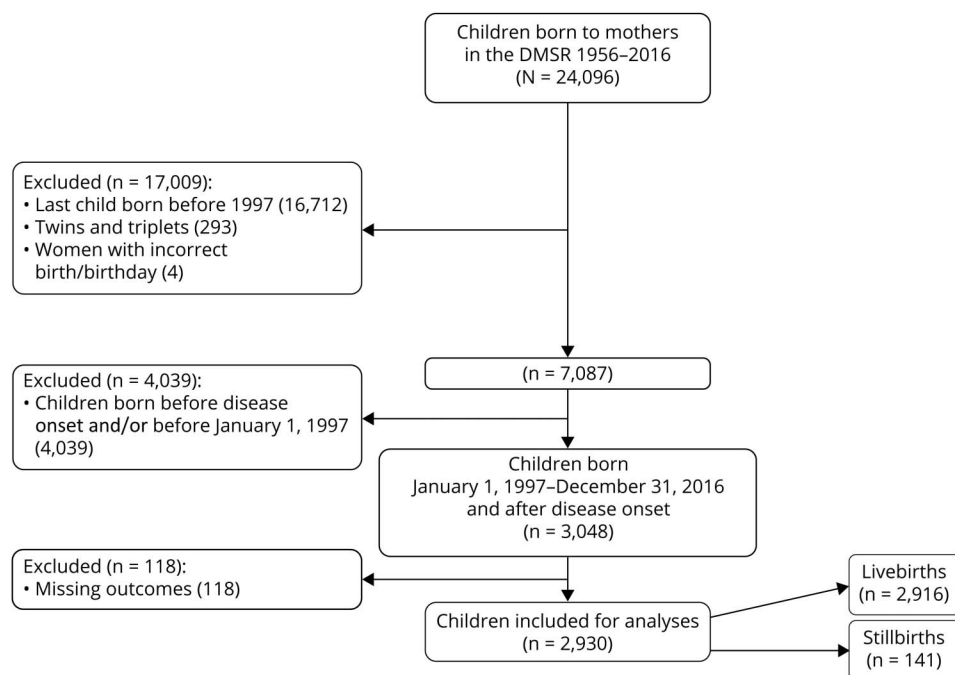 Children born to mothers
in the DMSR 1956–2016
(N = 24,096)
Excluded (n = 17,009):
• Last child born before 1997 (16,712)
• Twins and triplets (293)
• Women with incorrect
birth/birthday (4)
(n = 7,087)
Excluded (n = 4,039):
• Children born before disease
onset and/or before January 1, 1997
(4,039)
Children born
January 1, 1997–December 31, 2016
and after disease onset
(n = 3,048)
Excluded (n = 118):
• Missing outcomes (118)
Children included for analyses
(n = 2,930)
Livebirths
(n = 2,916)
Stillbirths
(n = 141)